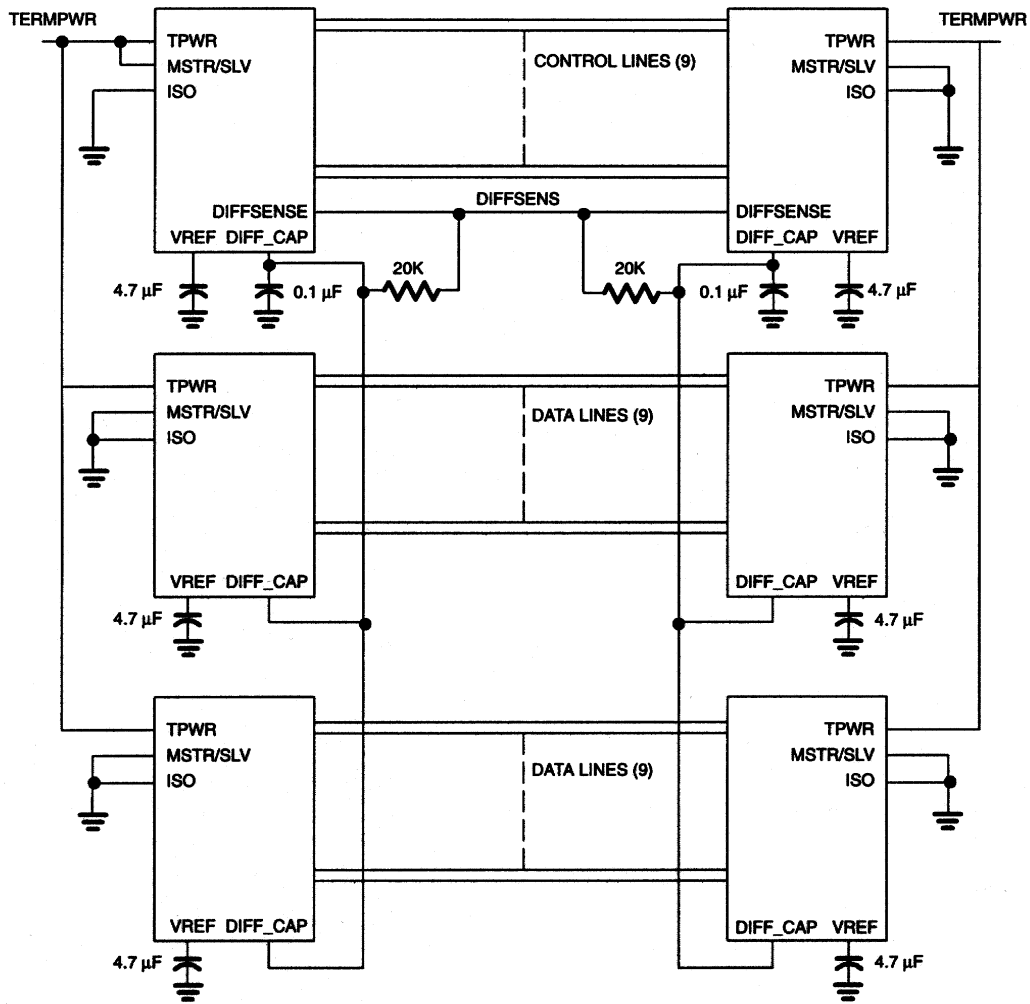 TERMPWR
TERMPWR
TPWR
MSTR/SLV
ISO
CONTROL LINES (9)
TPWR
MSTR/SLV
ISO
DIFFSENSE
DIFFSENS
DIFFSENSE
VREF DIFF_CAP
DIFF_CAP VREF
4.7 µF
0.1 µF
20K
20K
0.1 µF
4.7 µF
TPWR
MSTR/SLV
ISO
DATA LINES (9)
TPWR
MSTR/SLV
ISO
VREF DIFF_CAP
DIFF_CAP VREF
4.7 µF
4.7 µF
TPWR
MSTR/SLV
ISO
DATA LINES (9)
TPWR
MSTR/SLV
ISO
VREF DIFF_CAP
DIFF_CAP VREF
4.7 µF
4.7 µF